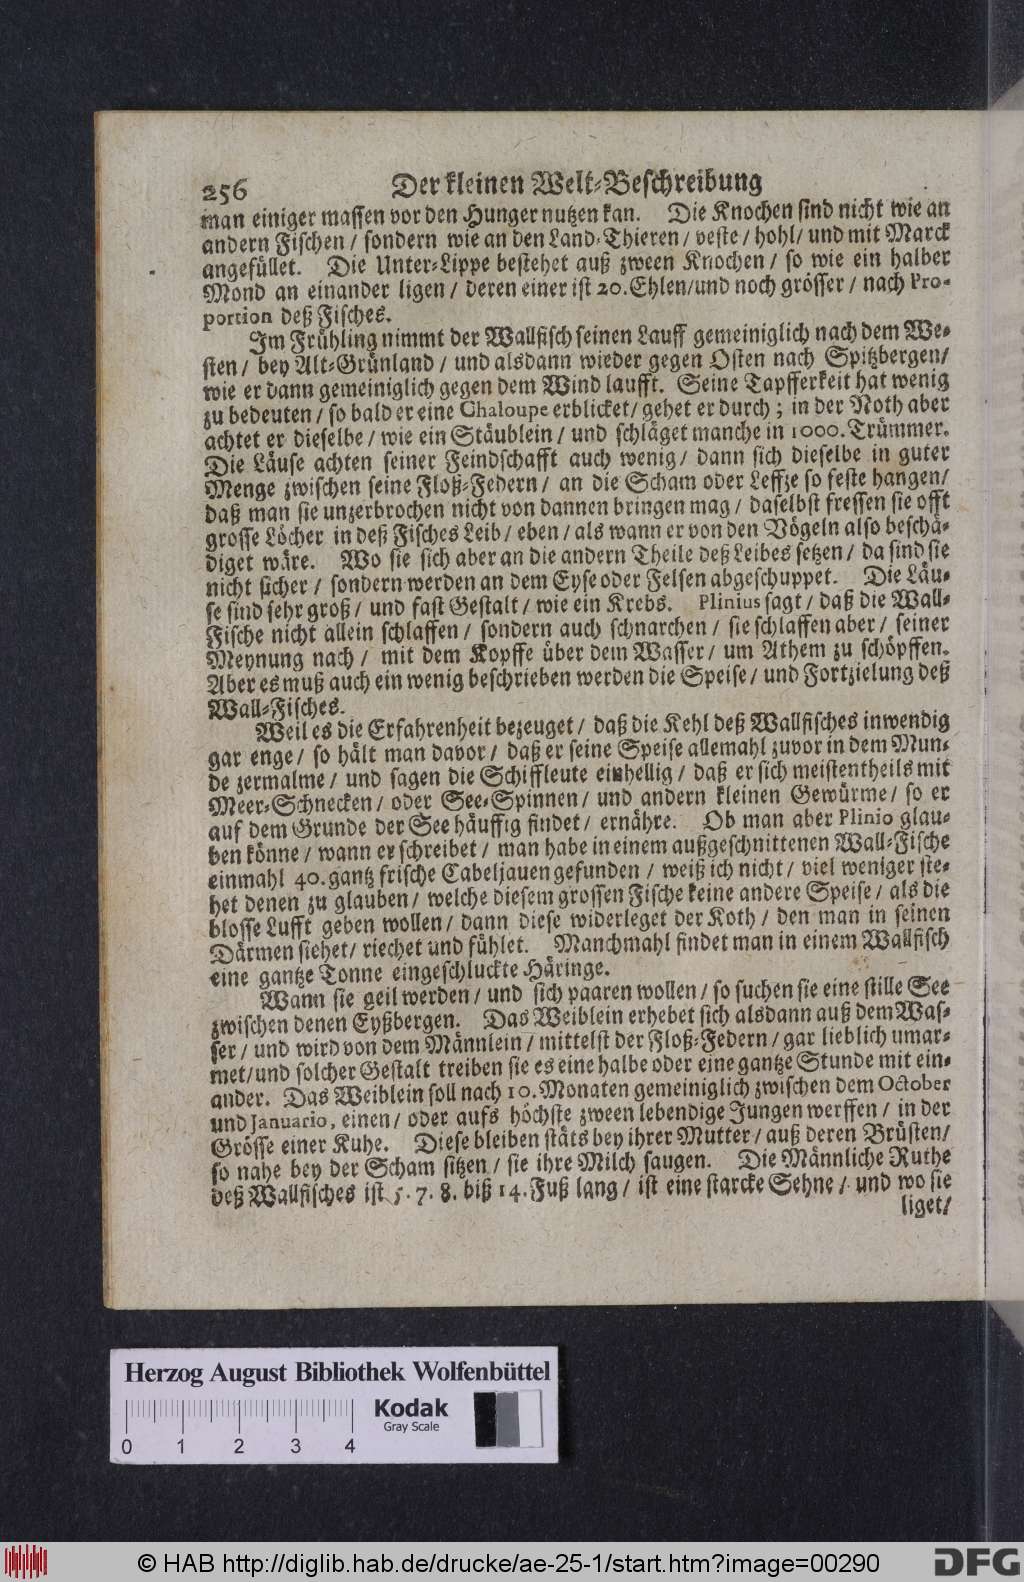 256 Der kleinen Welt-Beschreibung
man einiger massen vor den Hunger nutzen kan. Die Knochen sind nicht wie an
andern Fischen / sondern wie an den Land-Thieren / veste / hohl / und mit Marck
angefüllet. Die Unter-Lippe bestehet auß zween Knochen / so wie ein halber
Mond an einander ligen / deren einer ist 20. Ehlen / und noch grösser / nach Pro-
portion deß Fisches.
Im Frühling nimmt der Wallfisch seinen Lauff gemeiniglich nach dem We-
sten / bey Alt-Grünland / und alsdann wieder gegen Osten nach Spitzbergen /
wie er dann gemeiniglich gegen dem Wind laufft. Seine Tapfferkeit hat wenig
zu bedeuten / so bald er eine Chaloupe erblicket / gehet er durch ; in der Noth aber
achtet er dieselbe / wie ein Stäublein / und schläget manche in 1000. Trümmer.
Die Läuse achten seiner Feindschafft auch wenig / dann sich dieselbe in guter
Menge zwischen seine Floß-Federn / an die Scham oder Leffze so feste hangen /
daß man sie unzerbrochen nicht von dannen bringen mag / daselbst fressen sie offt
grosse Löcher in deß Fisches Leib / eben / als wann er von den Vögeln also beschä-
diget wäre. Wo sie sich aber an die andern Theile deß Leibes setzen / da sind sie
nicht sicher / sondern werden an dem Eyse oder Felsen abgeschuppet. Die Läu-
se sind sehr groß / und fast Gestalt / wie ein Krebs. Plinius sagt / daß die Wall-
Fische nicht allein schlaffen / sondern auch schnarchen / sie schlaffen aber / seiner
Meynung nach / mit dem Kopffe über dem Wasser / um Athem zu schöpffen.
Aber es muß auch ein wenig beschrieben werden die Speise / und Fortzielung deß
Wall-Fisches.
Weil es die Erfahrenheit bezeuget / daß die Kehl deß Wallfisches inwendig
gar enge / so hält man davor / daß er seine Speise allemahl zuvor in dem Mun-
de zermalme / und sagen die Schiffleute einhellig / daß er sich meistentheils mit
Meer-Schnecken / oder See-Spinnen / und andern kleinen Gewürme / so er
auf dem Grunde der See häuffig findet / ernähre. Ob man aber Plinio glau-
ben könne / wann er schreibet / man habe in einem außgeschnittenen Wall-Fische
einmahl 40. gantz frische Cabeljauen gefunden / weiß ich nicht / viel weniger ste-
het denen zu glauben / welche diesem grossen Fische keine andere Speise / als die
blosse Lufft geben wollen / dann diese widerleget der Koth / den man in seinen
Därmen siehet / riechet und fühlet. Manchmahl findet man in einem Wallfisch
eine gantze Tonne eingeschluckte Häringe.
Wann sie geil werden / und sich paaren wollen / so suchen sie eine stille See
zwischen denen Eyßbergen. Das Weiblein erhebet sich alsdann auß dem Was-
ser / und wird von dem Männlein / mittelst der Floß-Federn / gar lieblich umar-
met / und solcher Gestalt treiben sie es eine halbe oder eine gantze Stunde mit ein-
ander. Das Weiblein soll nach 10. Monaten gemeiniglich zwischen dem October
und Januario, einen / oder aufs höchste zween lebendige Jungen werffen / in der
Grösse einer Kuhe. Diese bleiben stäts bey ihrer Mutter / auß deren Brüsten /
so nahe bey der Scham sitzen / sie ihre Milch saugen. Die Männliche Ruthe
deß Wallfisches ist 5. 7. 8. biß 14. Fuß lang / ist eine starcke Sehne / und wo sie
liget /
Herzog August Bibliothek Wolfenbüttel
Kodak
Gray Scale
0 1 2 3 4
© HAB http://diglib.hab.de/drucke/ae-25-1/start.htm?image=00290
DFG